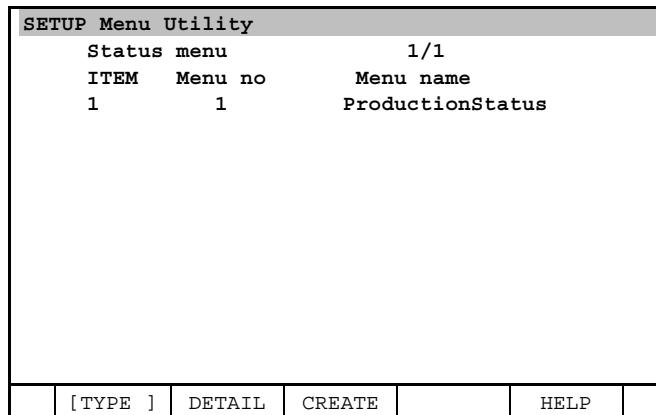 SETUP Menu Utility
Status menu 1/1
ITEM Menu no Menu name
1 1 ProductionStatus
[TYPE ] DETAIL CREATE HELP